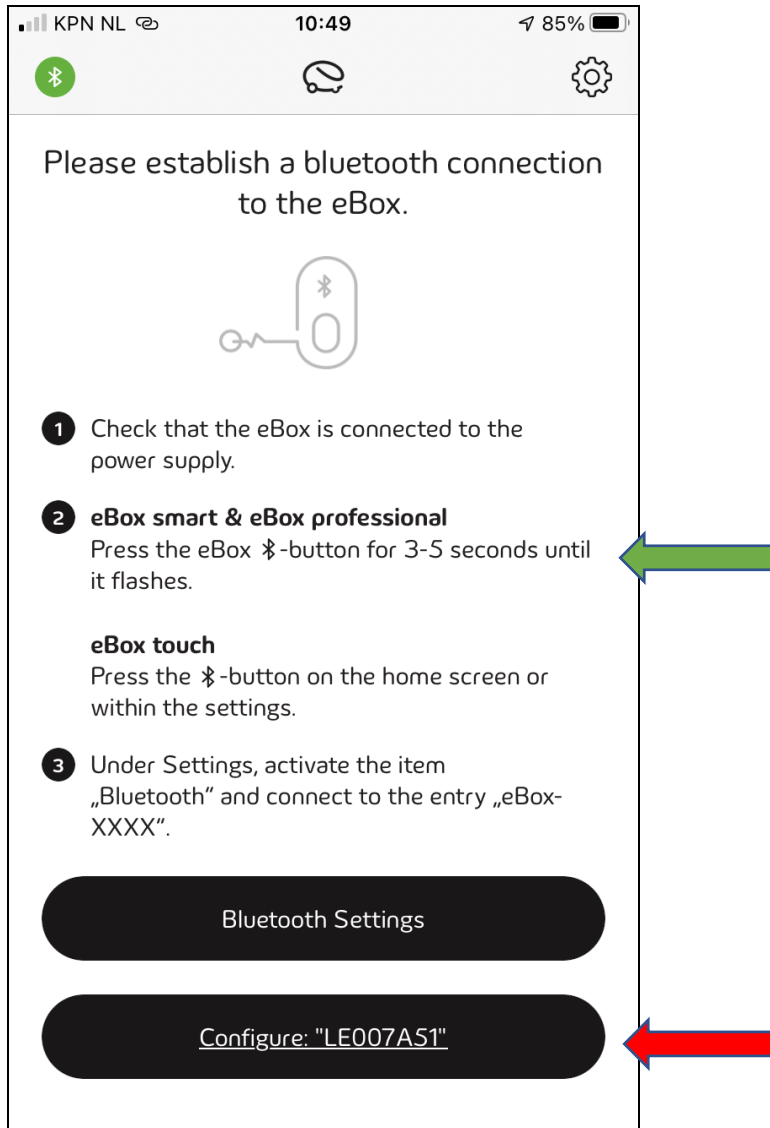 KPN NL 10:49 85%
Please establish a bluetooth connection
to the eBox.
1 Check that the eBox is connected to the
power supply.
2 eBox smart & eBox professional
Press the eBox -button for 3-5 seconds until
it flashes.
eBox touch
Press the -button on the home screen or
within the settings.
3 Under Settings, activate the item
„Bluetooth“ and connect to the entry „eBox-
XXXX“.
Bluetooth Settings
Configure: "LE007A51"